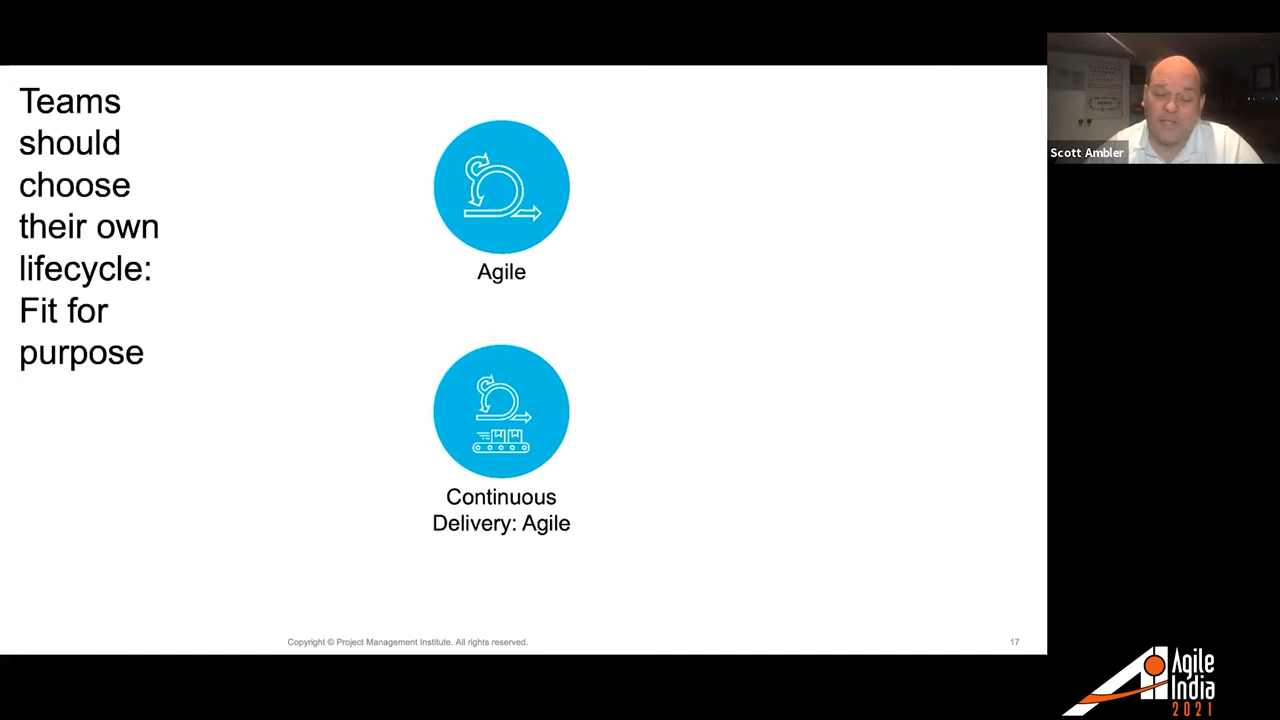 Teams
should
choose
their own
lifecycle:
Fit for
purpose
Agile
Continuous
Delivery: Agile
Copyright © Project Management Institute. All rights reserved.
17
Scott Ambler
Agile
India
2021